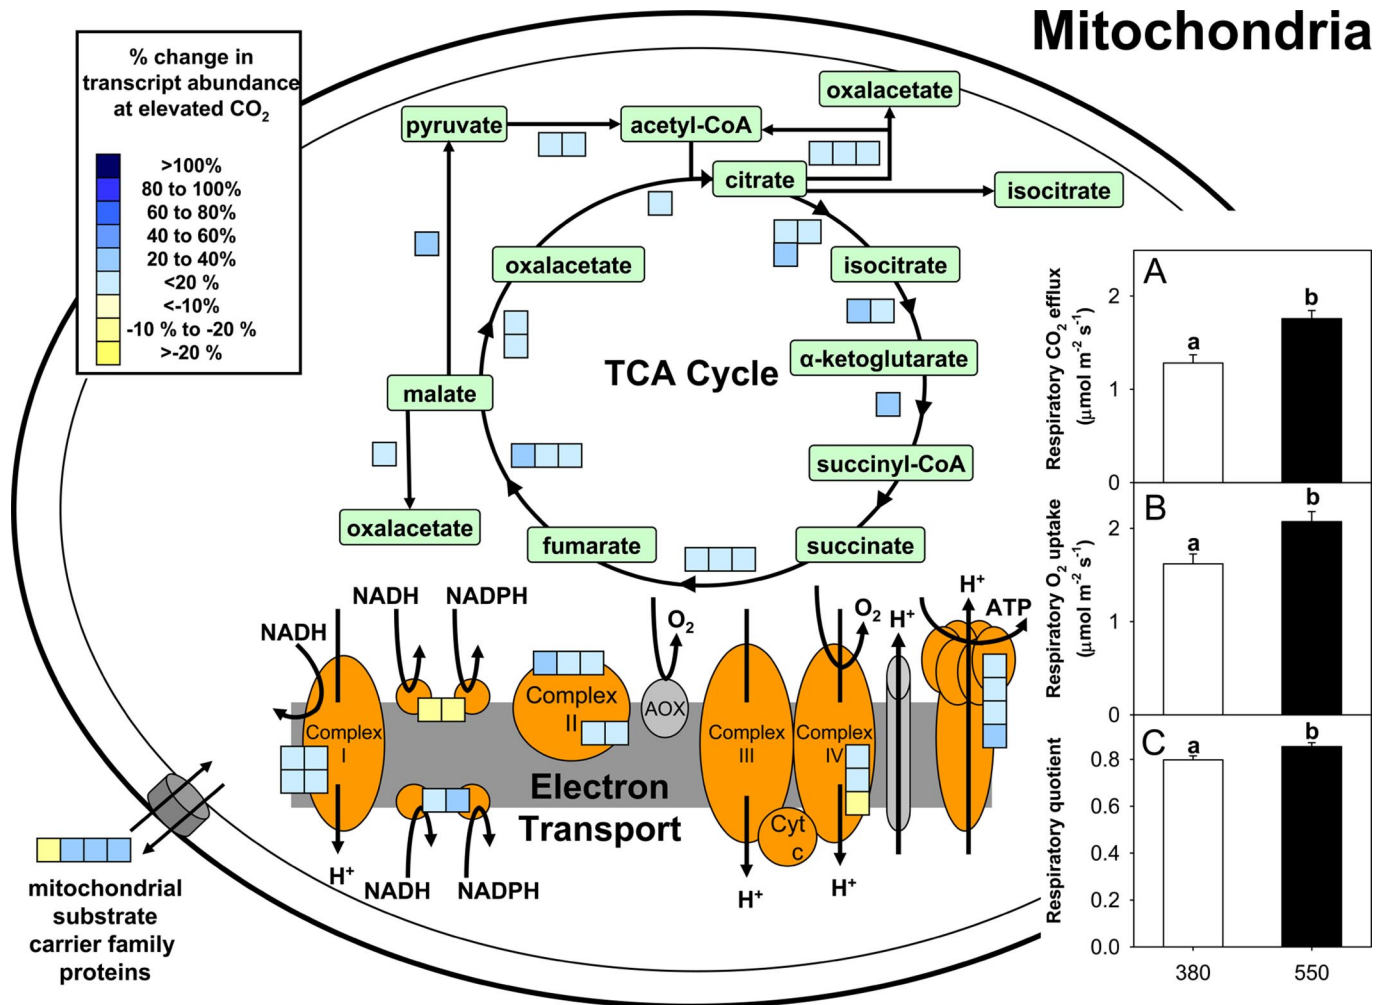 Mitochondria
% change in
transcript abundance
at elevated CO₂
>100%
80 to 100%
60 to 80%
40 to 60%
20 to 40%
<20 %
<-10%
-10 % to -20 %
>-20 %
oxalacetate
pyruvate
acetyl-CoA
citrate
isocitrate
oxalacetate
isocitrate
α-ketoglutarate
TCA Cycle
malate
succinyl-CoA
oxalacetate
fumarate
succinate
NADH
NADH
NADPH
O₂
O₂
H⁺
H⁺
ATP
Complex
I
Complex
II
AOX
Complex
III
Complex
IV
Electron
Transport
Cyt
c
H⁺
NADH
NADPH
H⁺
H⁺
mitochondrial
substrate
carrier family
proteins
A
Respiratory CO₂ efflux
(µmol m⁻² s⁻¹)
2
1
0
a
b
B
Respiratory O₂ uptake
(µmol m⁻² s⁻¹)
2
1
0
a
b
C
Respiratory quotient
0.8
0.6
0.4
0.2
0.0
a
b
380
550